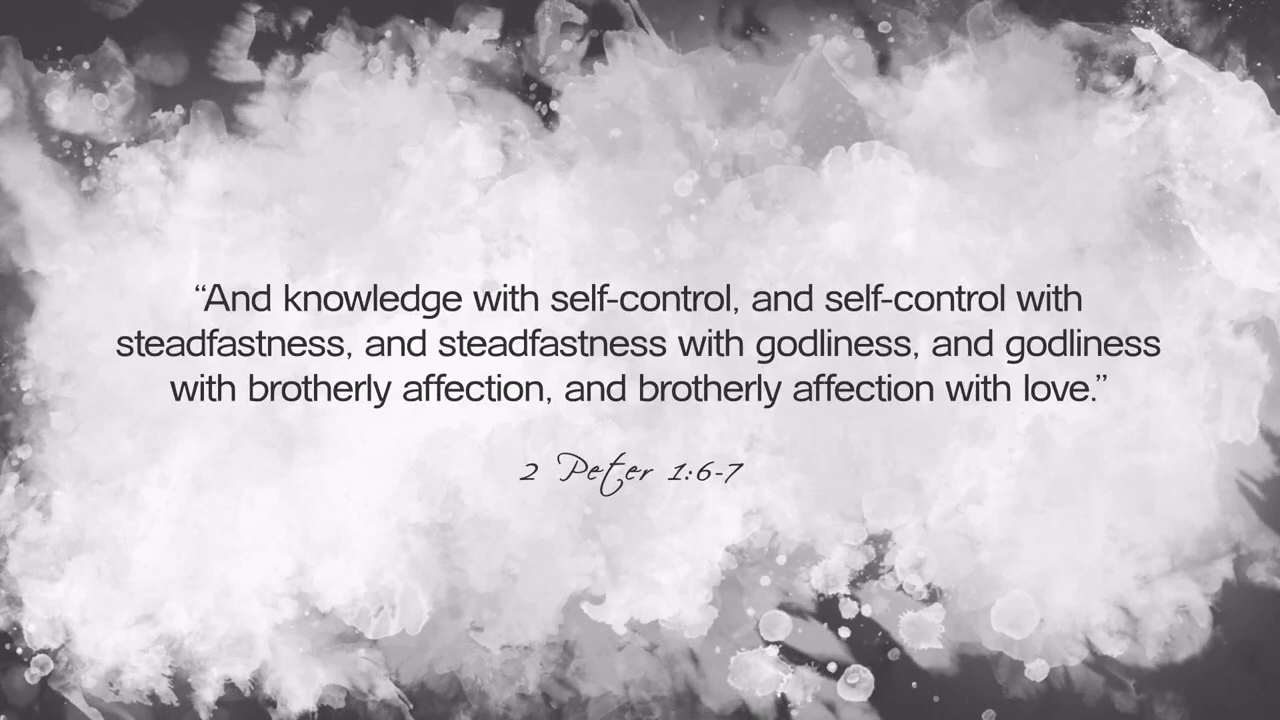 “And knowledge with self-control, and self-control with
steadfastness, and steadfastness with godliness, and godliness
with brotherly affection, and brotherly affection with love.”
2 Peter 1:6-7